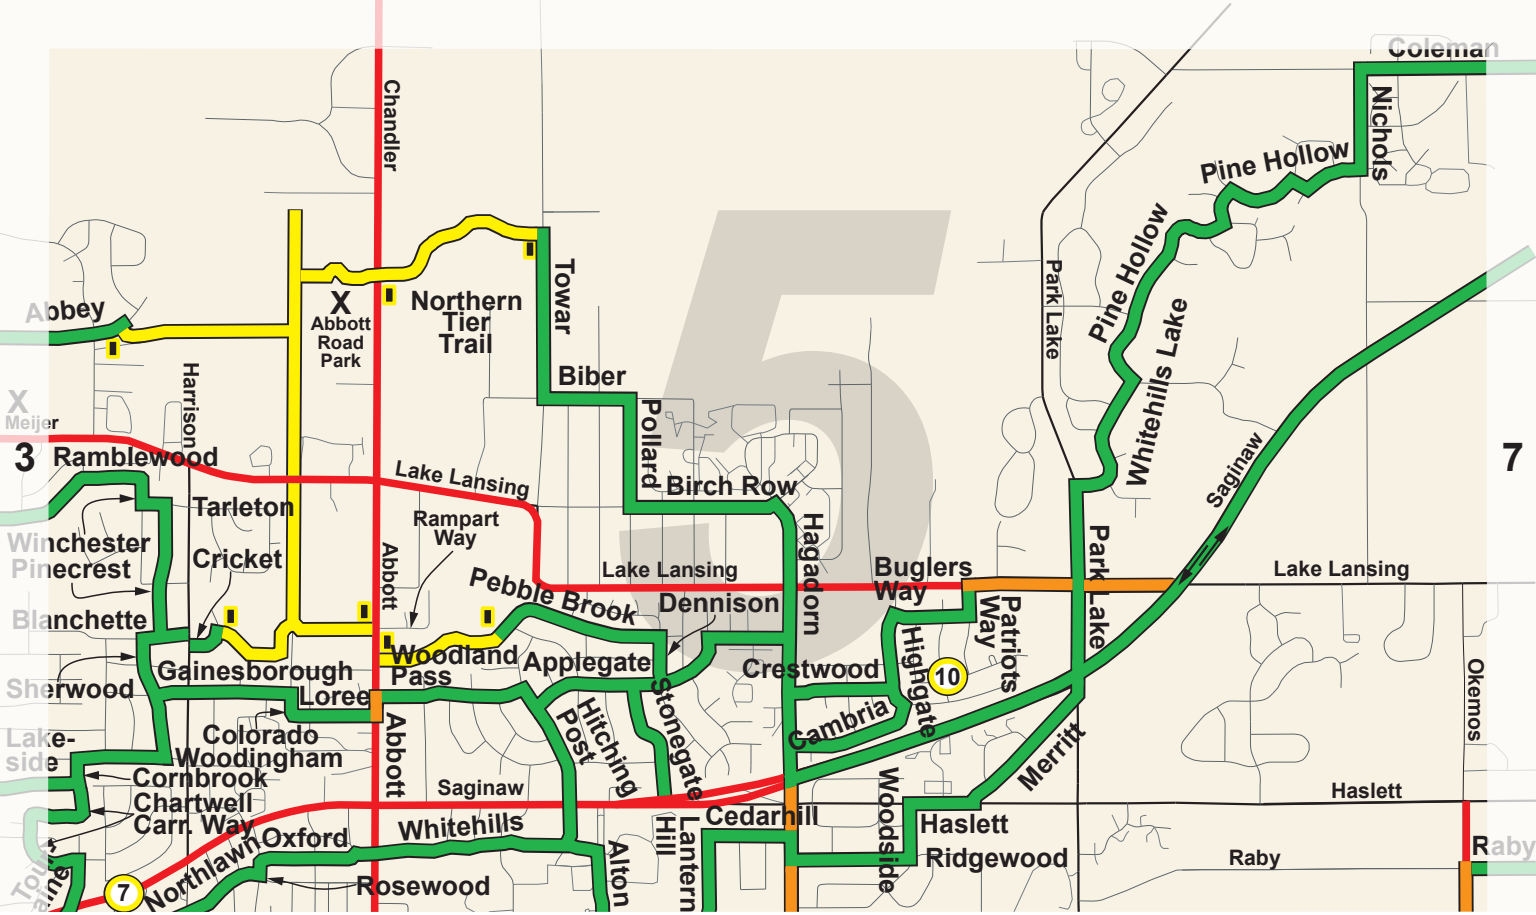 Coleman
Nichols
Pine Hollow
Chandler
Pine Hollow
Park Lake
Whitehills Lake
5
Towar
Northern
Tier
Trail
X
Abbott
Road
Park
Abbey
Harrison
X
Meijer
Biber
Pollard
3
Ramblewood
7
Lake Lansing
Birch Row
Saginaw
Tarleton
Rampart
Way
Hagadorn
Winchester
Pinecrest
Cricket
Abbott
Lake Lansing
Buglers
Way
Park Lake
Lake Lansing
Pebble Brook
Dennison
Patriots
Way
Blanchette
Woodland
Pass
Applegate
Crestwood
Highgate
10
Gainesborough
Loree
Sherwood
Stonegate
Okemos
Hitching
Post
Cambria
Abbott
Colorado
Woodingham
Lake-
side
Cornbrook
Saginaw
Merritt
Woodside
Haslett
Chartwell
Carr. Way
Oxford
Whitehills
Cedarhill
Haslett
Ridgewood
Raby
Raby
Northlawn
Rosewood
Alton
Lantern
Hill
7